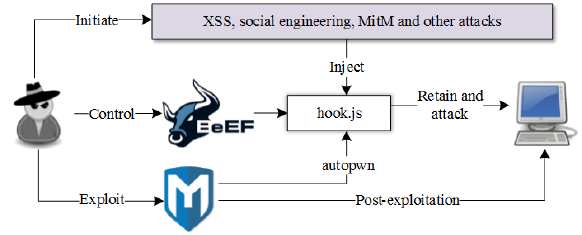 Initiate
XSS, social engineering, MitM and other attacks
Inject
Control
BeEF
hook.js
Retain and
attack
autopwn
Exploit
M
Post-exploitation